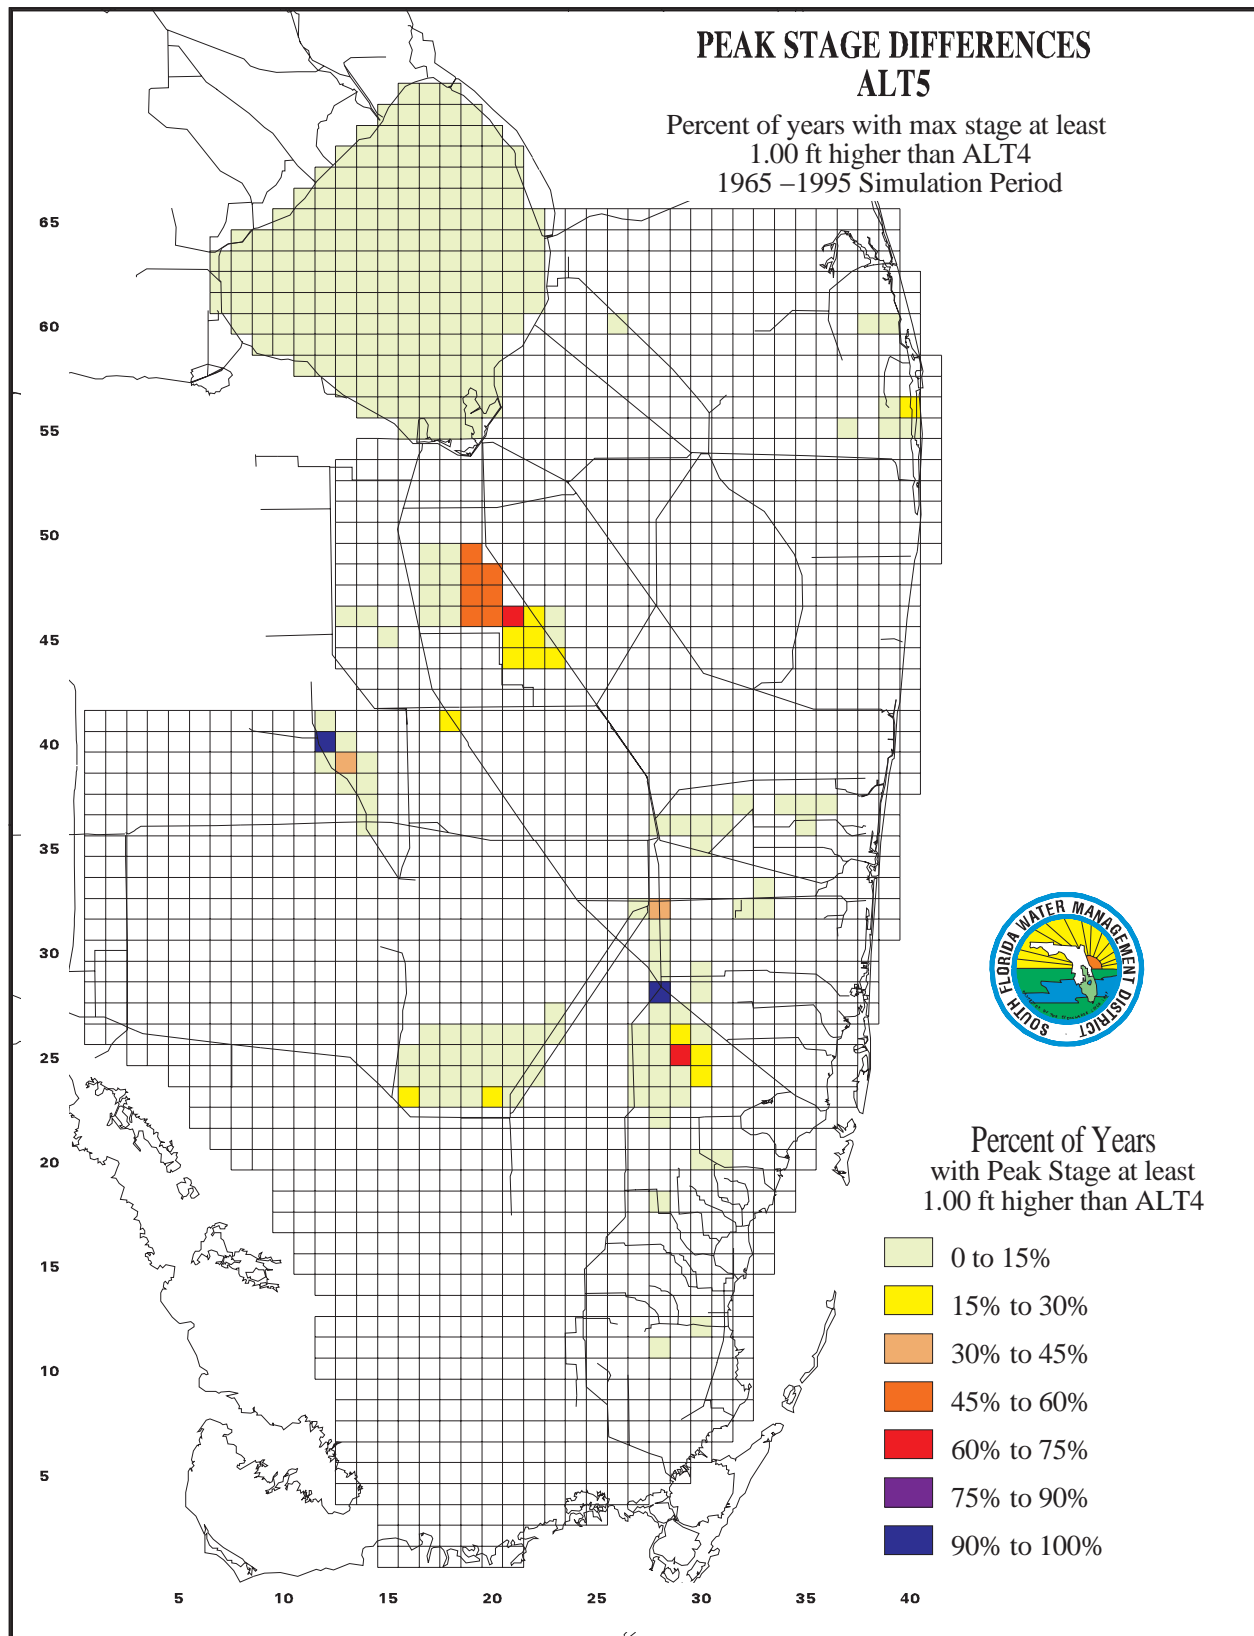 PEAK STAGE DIFFERENCES
ALT5
Percent of years with max stage at least
1.00 ft higher than ALT4
1965 –1995 Simulation Period
65
60
55
50
45
40
35
30
25
20
15
10
5
5 10 15 20 25 30 35 40
SOUTH FLORIDA WATER MANAGEMENT DISTRICT
Percent of Years
with Peak Stage at least
1.00 ft higher than ALT4
0 to 15%
15% to 30%
30% to 45%
45% to 60%
60% to 75%
75% to 90%
90% to 100%